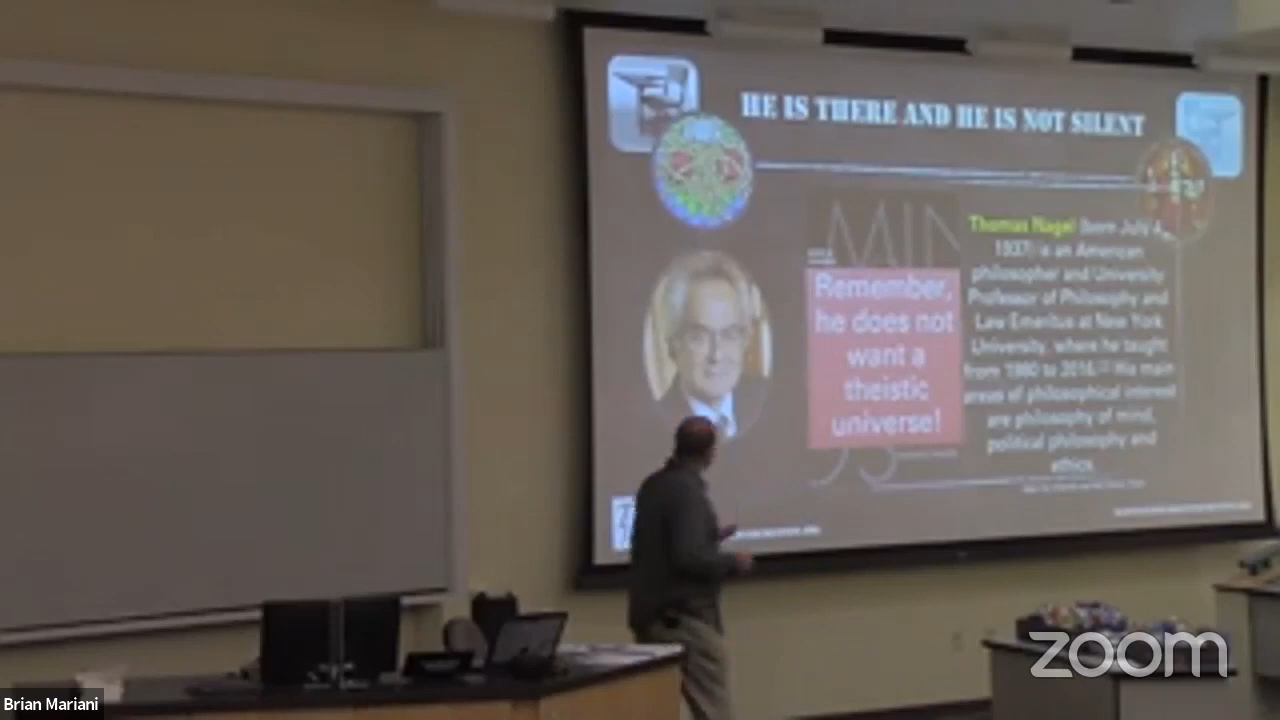 HE IS THERE AND HE IS NOT SILENT
MIN
Remember,
he does not
want a
theistic
universe!
Thomas Nagel (born July 4,
1937) is an American
philosopher and University
Professor of Philosophy and
Law Emeritus at New York
University, where he taught
from 1980 to 2016. His main
areas of philosophical interest
are philosophy of mind,
political philosophy and
ethics.
zoom
Brian Mariani